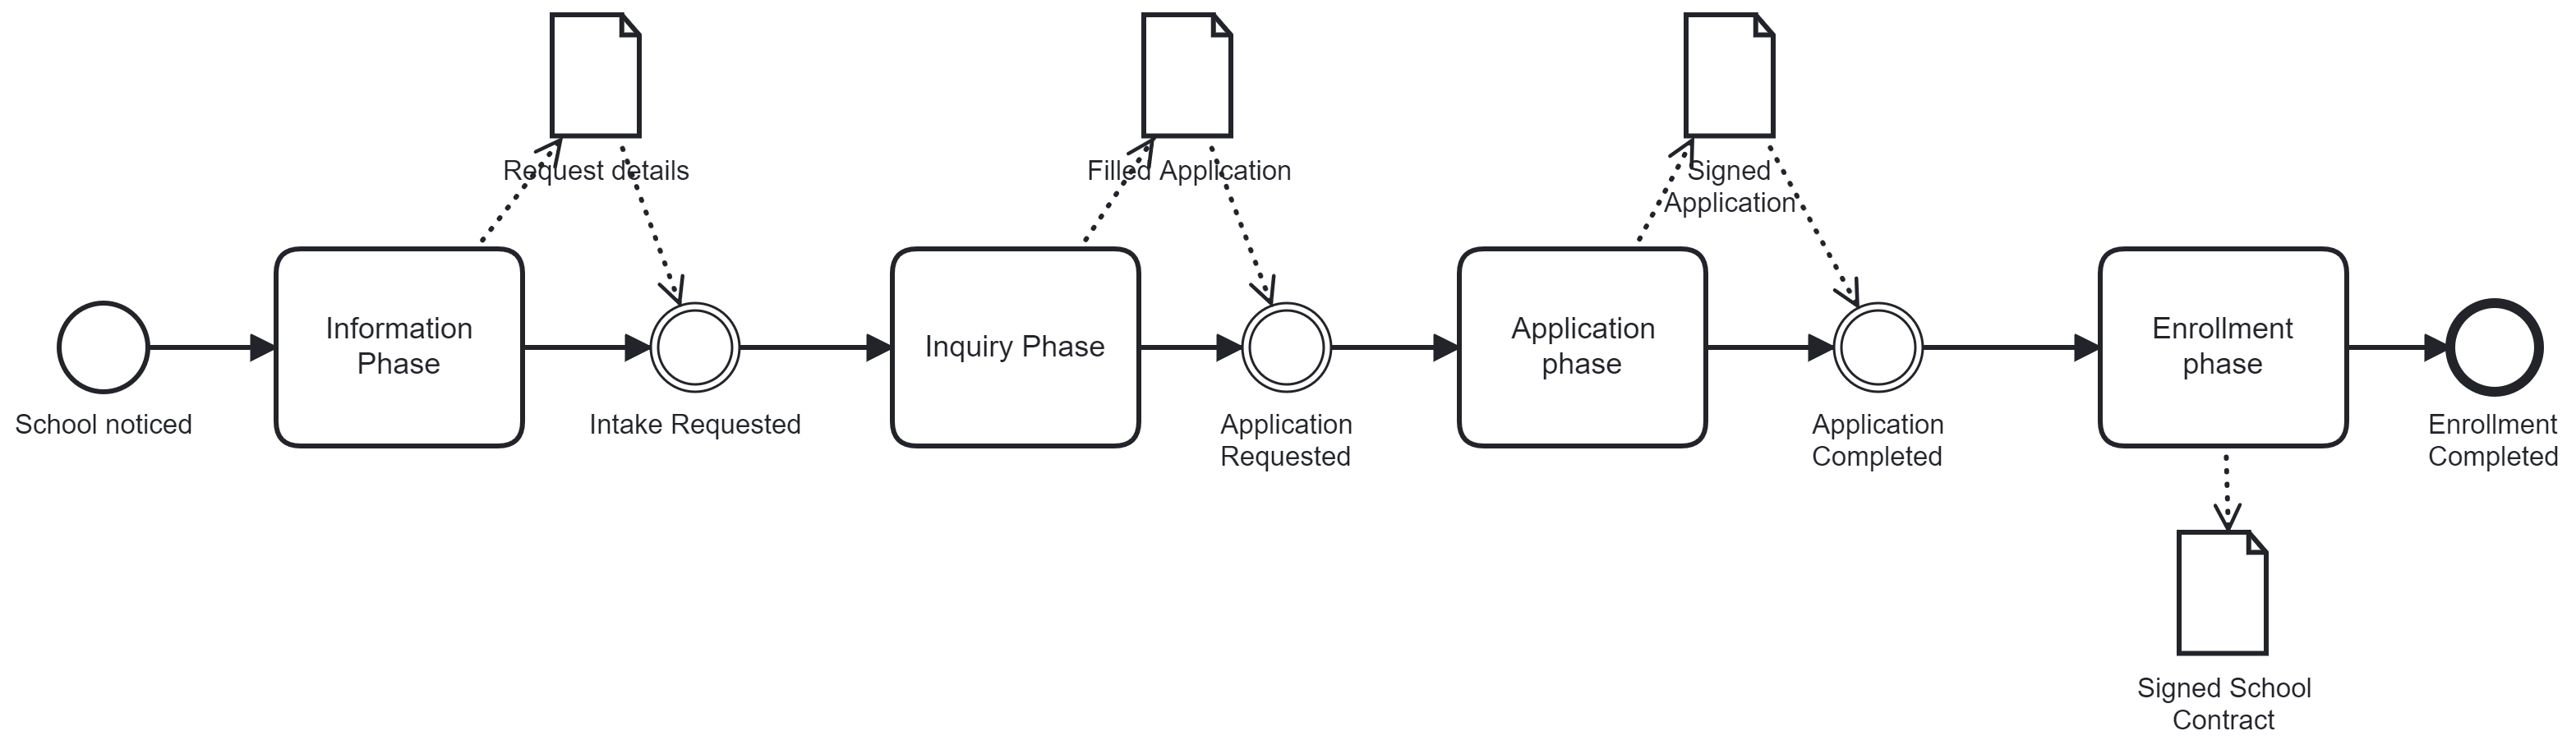 Request details
Filled Application
Signed
Application
School noticed
Information
Phase
Intake Requested
Inquiry Phase
Application
Requested
Application
phase
Application
Completed
Enrollment
phase
Enrollment
Completed
Signed School
Contract